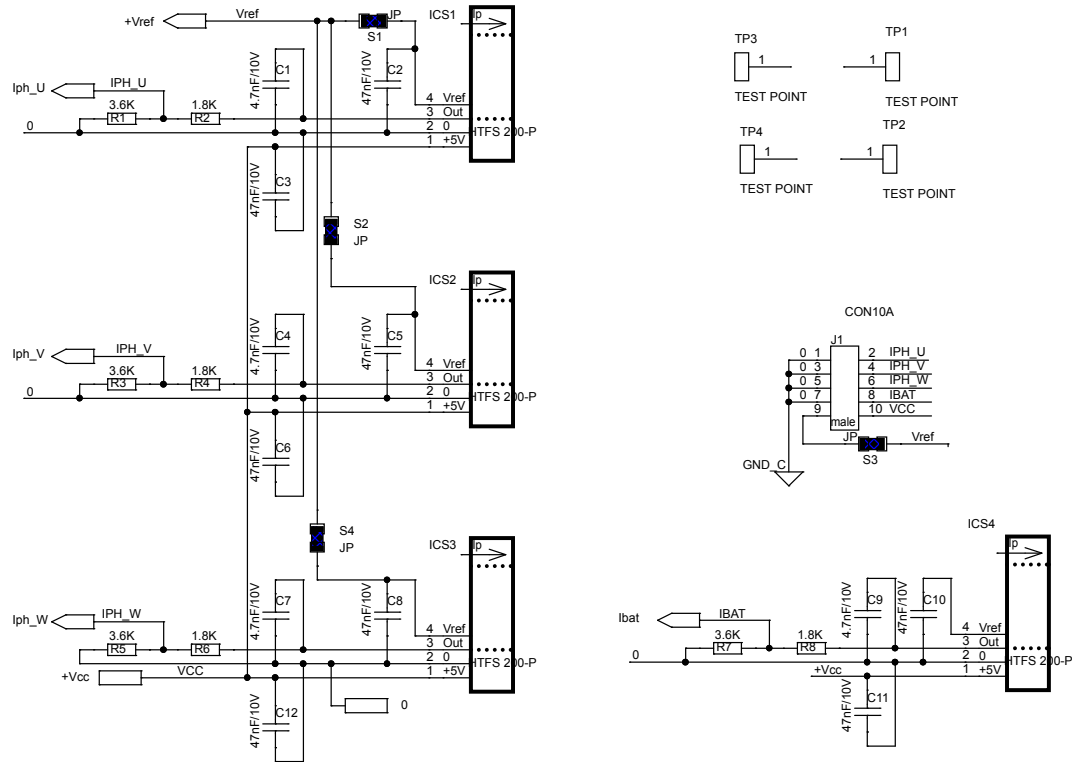 +Vref
Vref
JP
S1
ICS1
Ip
C1
4.7nF/10V
C2
47nF/10V
Iph_U
IPH_U
3.6K
R1
1.8K
R2
0
4 Vref
3 Out
2 0
1 +5V
HTFS 200-P
C3
47nF/10V
S2
JP
ICS2
Ip
C4
4.7nF/10V
C5
47nF/10V
Iph_V
IPH_V
3.6K
R3
1.8K
R4
0
4 Vref
3 Out
2 0
1 +5V
HTFS 200-P
C6
47nF/10V
S4
JP
ICS3
Ip
C7
4.7nF/10V
C8
47nF/10V
Iph_W
IPH_W
3.6K
R5
1.8K
R6
0
4 Vref
3 Out
2 0
1 +5V
HTFS 200-P
+Vcc
VCC
C12
47nF/10V
0
TP3
1
TEST POINT
TP1
1
TEST POINT
TP4
1
TEST POINT
TP2
1
TEST POINT
CON10A
J1
0 1 2 IPH_U
0 3 4 IPH_V
0 5 6 IPH_W
0 7 8 IBAT
9 10 VCC
male
JP
S3
Vref
GND_C
ICS4
Ip
C9
4.7nF/10V
C10
47nF/10V
Ibat
IBAT
3.6K
R7
1.8K
R8
0
4 Vref
3 Out
2 0
1 +5V
HTFS 200-P
+Vcc
C11
47nF/10V